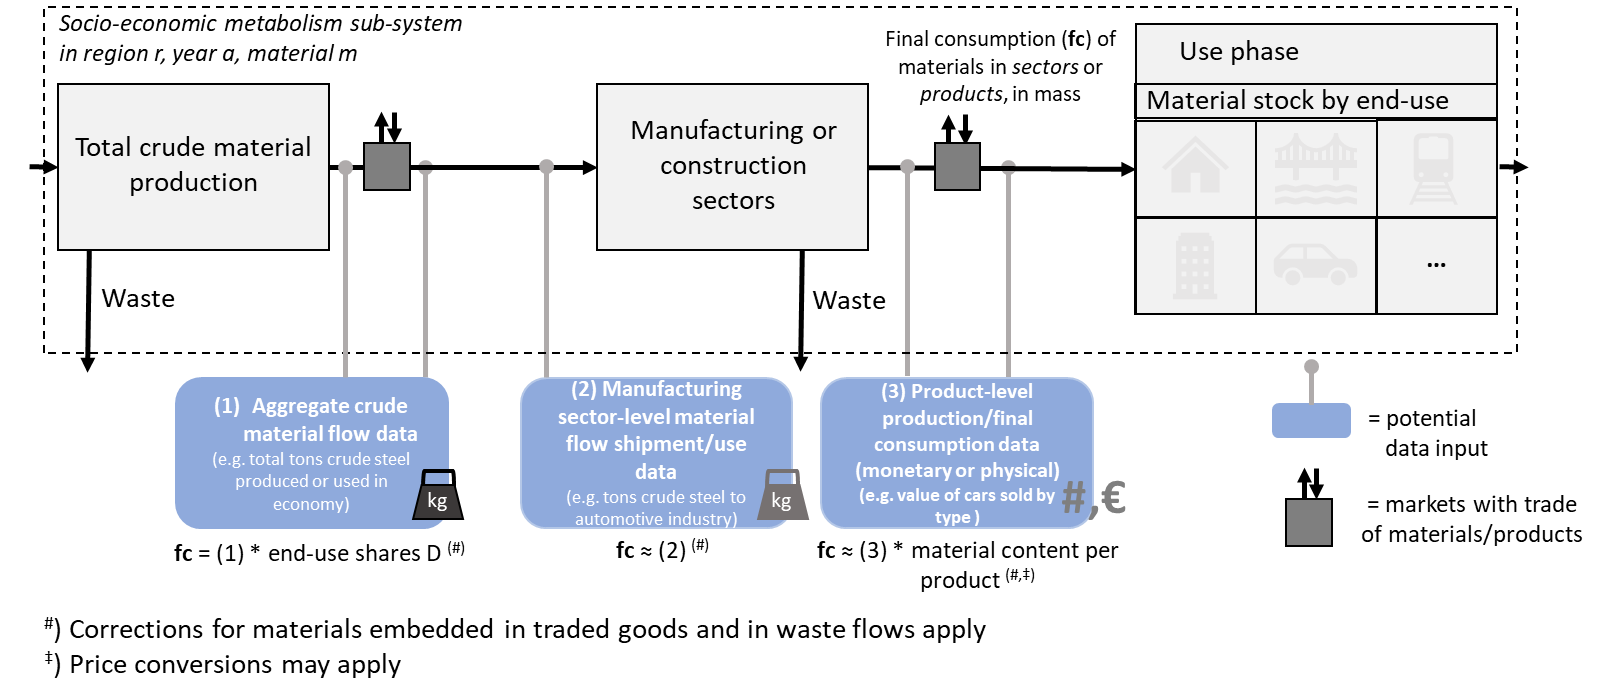 Socio-economic metabolism sub-system
in region r, year a, material m
Total crude material
production
Waste
Manufacturing or
construction
sectors
Waste
Final consumption (fc) of
materials in sectors or
products, in mass
Use phase
Material stock by end-use
...
(1) Aggregate crude
material flow data
(e.g. total tons crude steel
produced or used in
economy)
kg
fc = (1) * end-use shares D (#)
(2) Manufacturing
sector-level material
flow shipment/use
data
(e.g. tons crude steel to
automotive industry)
kg
fc ≈ (2) (#)
(3) Product-level
production/final
consumption data
(monetary or physical)
(e.g. value of cars sold by
type )
#,€
fc ≈ (3) * material content per
product (#,‡)
= potential
data input
= markets with trade
of materials/products
#) Corrections for materials embedded in traded goods and in waste flows apply
‡) Price conversions may apply